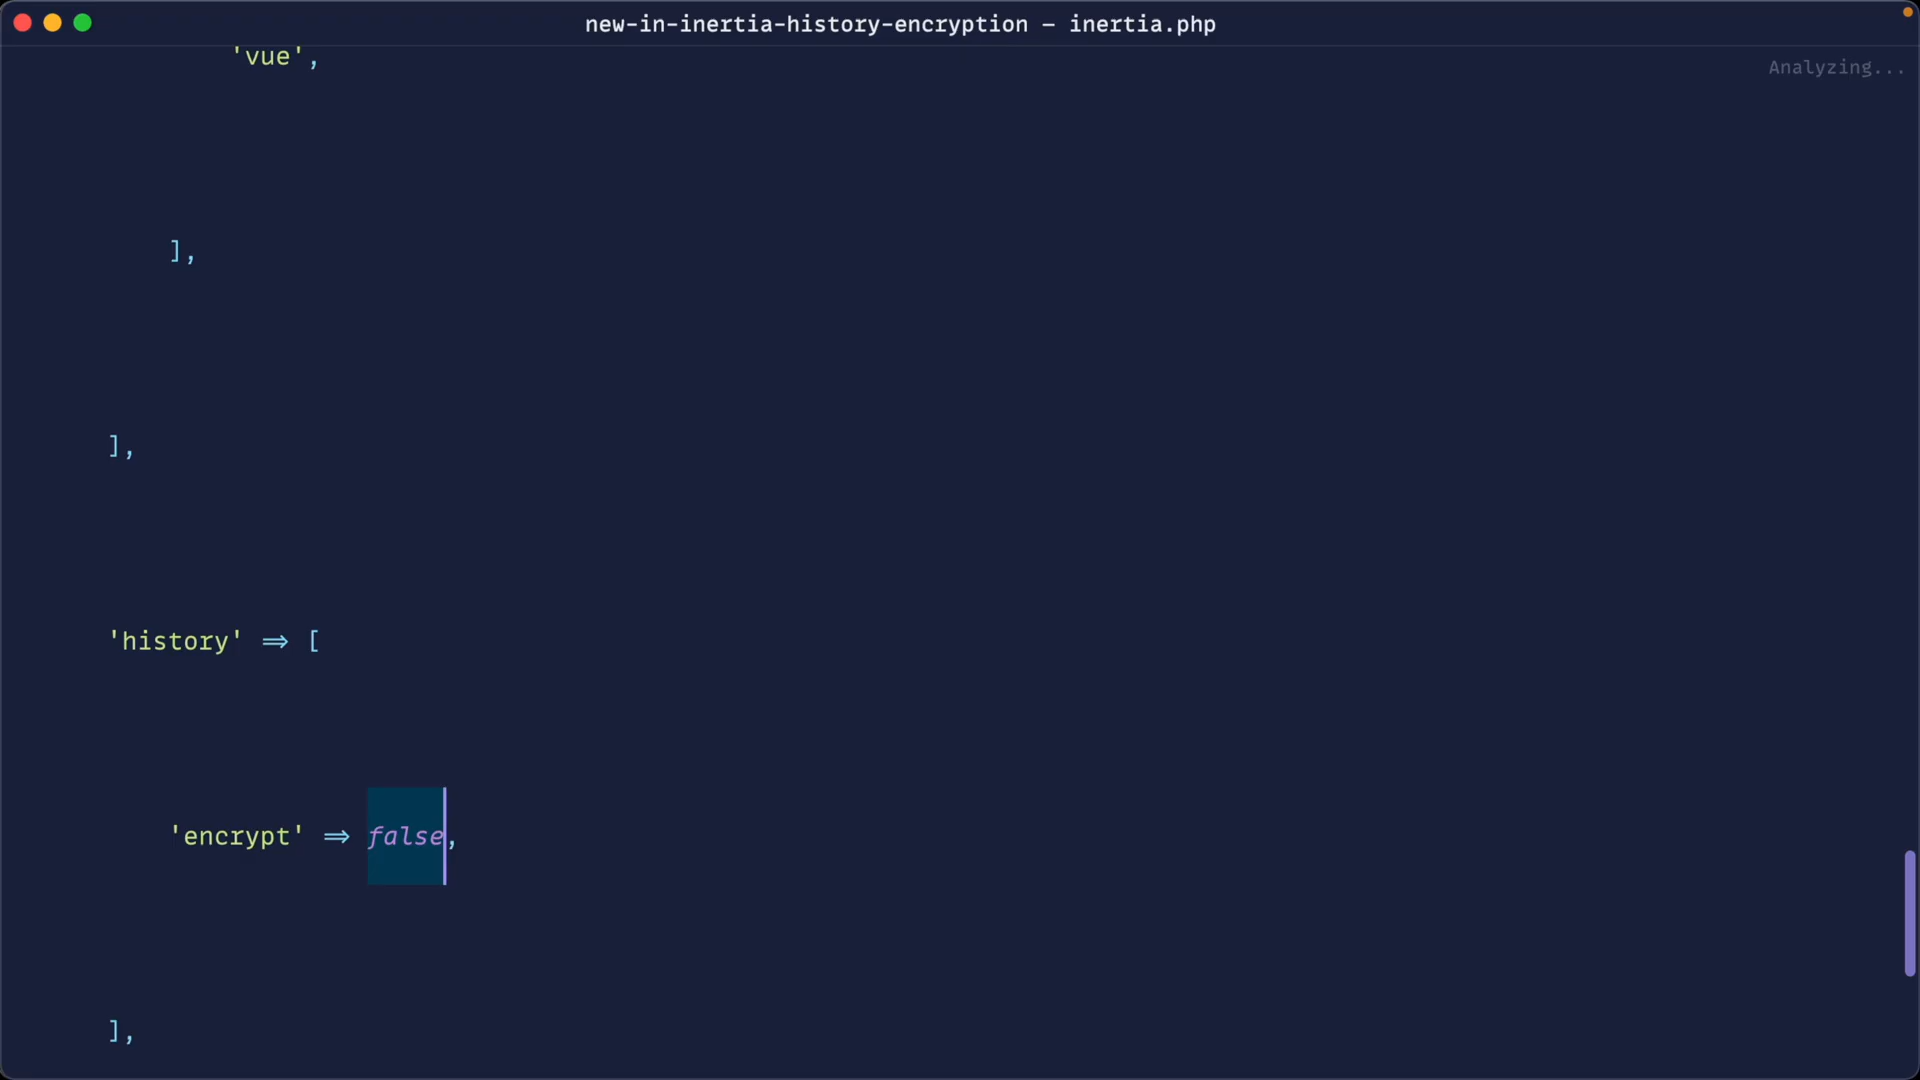 new-in-inertia-history-encryption — inertia.php
'vue',
Analyzing...
],
],
'history' => [
'encrypt' => false,
],